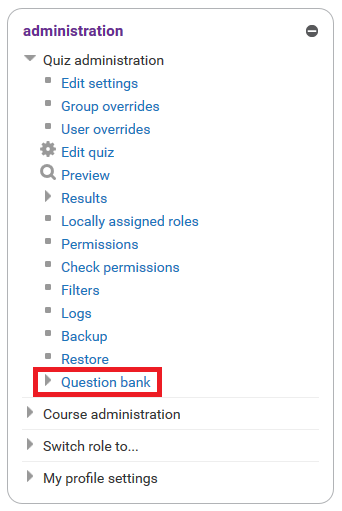 administration
Quiz administration
Edit settings
Group overrides
User overrides
Edit quiz
Preview
Results
Locally assigned roles
Permissions
Check permissions
Filters
Logs
Backup
Restore
Question bank
Course administration
Switch role to...
My profile settings